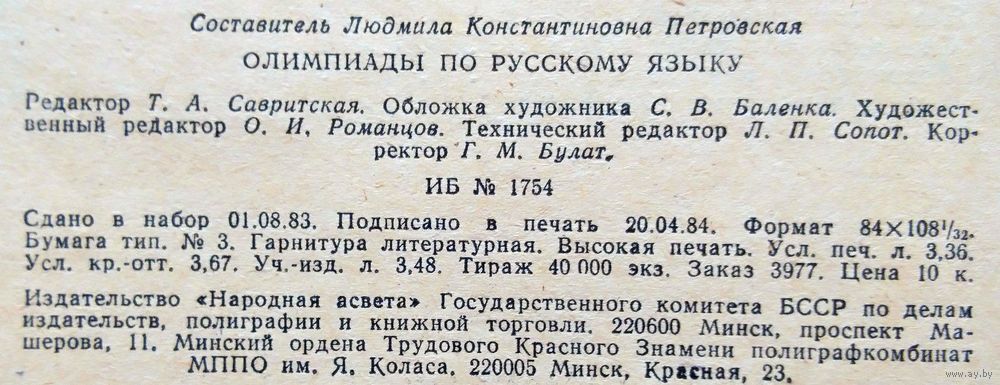 Составитель Людмила Константиновна Петровская
ОЛИМПИАДЫ ПО РУССКОМУ ЯЗЫКУ
Редактор Т. А. Савритская. Обложка художника С. В. Баленка. Художест-
венный редактор О. И. Романцов. Технический редактор Л. П. Сопот. Кор-
ректор Г. М. Булат.
ИБ № 1754
Сдано в набор 01.08.83. Подписано в печать 20.04.84. Формат 84×108¹/₃₂.
Бумага тип. № 3. Гарнитура литературная. Высокая печать. Усл. печ. л. 3,36.
Усл. кр.-отт. 3,67. Уч.-изд. л. 3,48. Тираж 40 000 экз. Заказ 3977. Цена 10 к.
Издательство «Народная асвета» Государственного комитета БССР по делам
издательств, полиграфии и книжной торговли. 220600 Минск, проспект Ма-
шерова, 11. Минский ордена Трудового Красного Знамени полиграфкомбинат
МППО им. Я. Коласа. 220005 Минск, Красная, 23.
www.ay.by